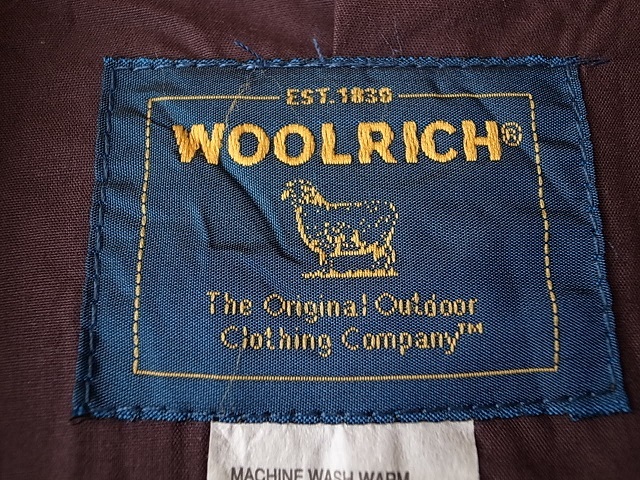 EST. 1830
WOOLRICH®
The Original Outdoor
Clothing Company™
MACHINE WASH WARM